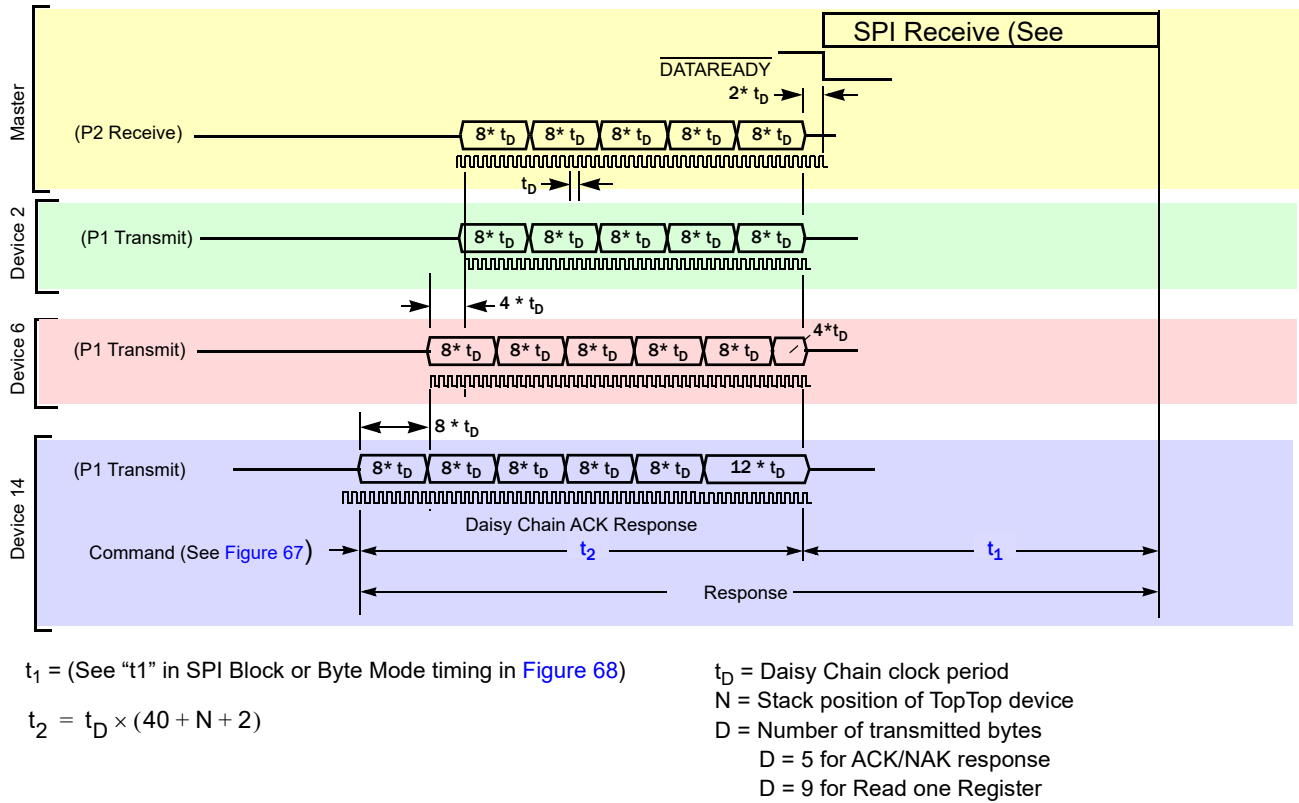 Master
SPI Receive (See
DATAREADY
2* tD
(P2 Receive)
8* tD 8* tD 8* tD 8* tD 8* tD
tD
Device 2
(P1 Transmit)
8* tD 8* tD 8* tD 8* tD 8* tD
4 * tD
Device 6
(P1 Transmit)
8* tD 8* tD 8* tD 8* tD 8* tD
4*tD
8 * tD
Device 14
(P1 Transmit)
8* tD 8* tD 8* tD 8* tD 8* tD 12 * tD
Daisy Chain ACK Response
Command (See Figure 67)
t2
t1
Response
t1 = (See “t1” in SPI Block or Byte Mode timing in Figure 68)
t2 = tD × (40 + N + 2)
tD = Daisy Chain clock period
N = Stack position of TopTop device
D = Number of transmitted bytes
D = 5 for ACK/NAK response
D = 9 for Read one Register